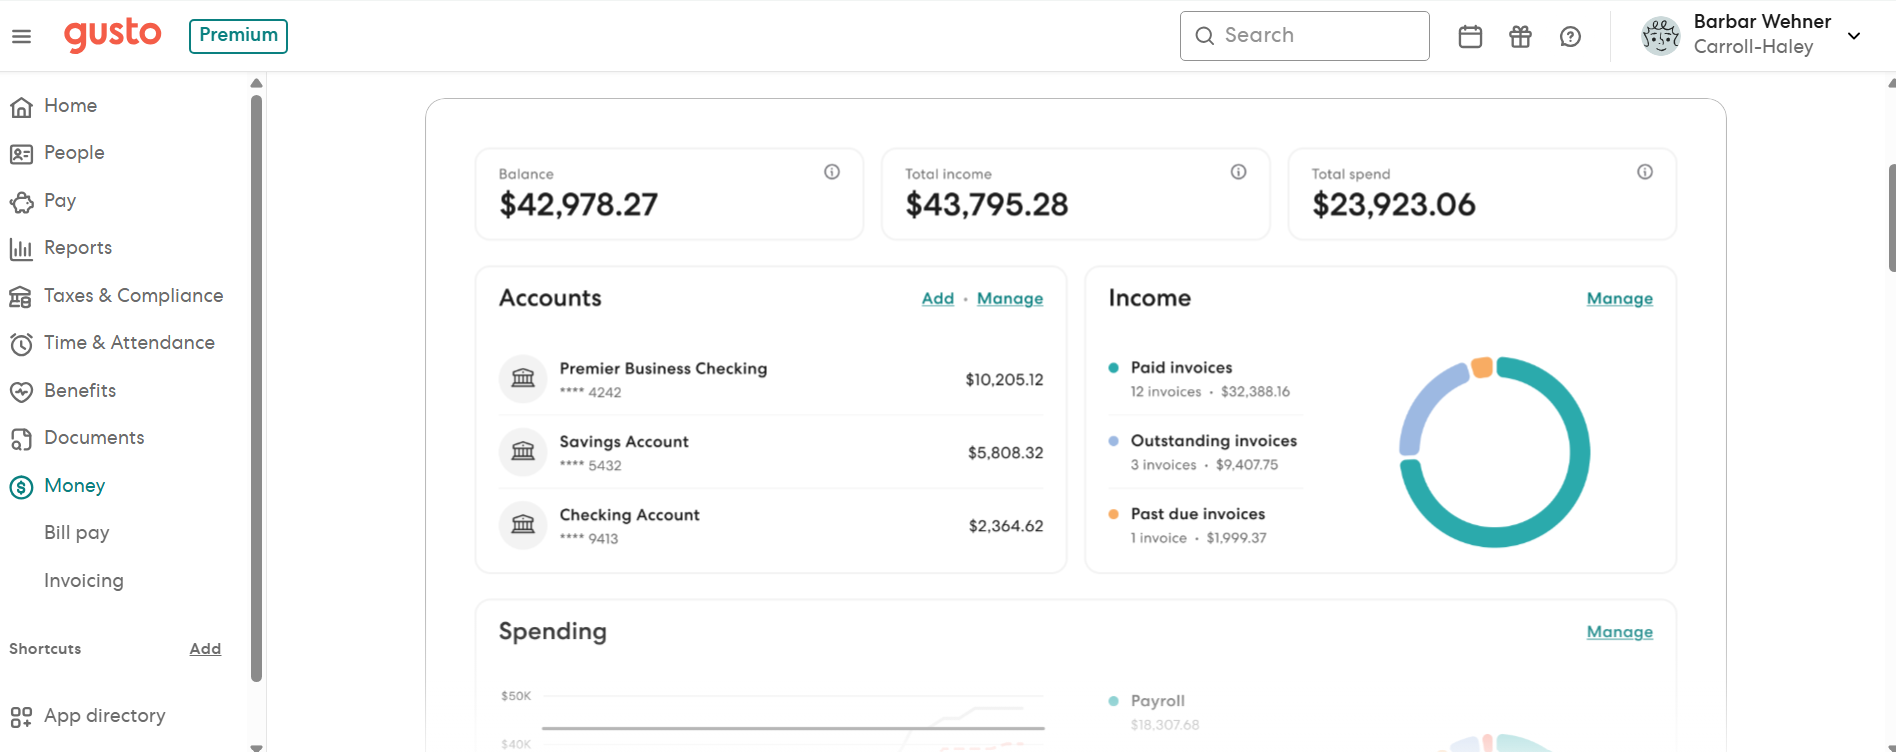 gusto
Premium
Search
Barbar Wehner
Carroll-Haley
Home
People
Pay
Reports
Taxes & Compliance
Time & Attendance
Benefits
Documents
Money
Bill pay
Invoicing
Shortcuts Add
App directory
Balance
$42,978.27
Total income
$43,795.28
Total spend
$23,923.06
Accounts
Add • Manage
Premier Business Checking
**** 4242
$10,205.12
Savings Account
**** 5432
$5,808.32
Checking Account
**** 9413
$2,364.62
Income
Manage
Paid invoices
12 invoices • $32,388.16
Outstanding invoices
3 invoices • $9,407.75
Past due invoices
1 invoice • $1,999.37
Spending
Manage
$50K
$40K
Payroll
$18,307.68